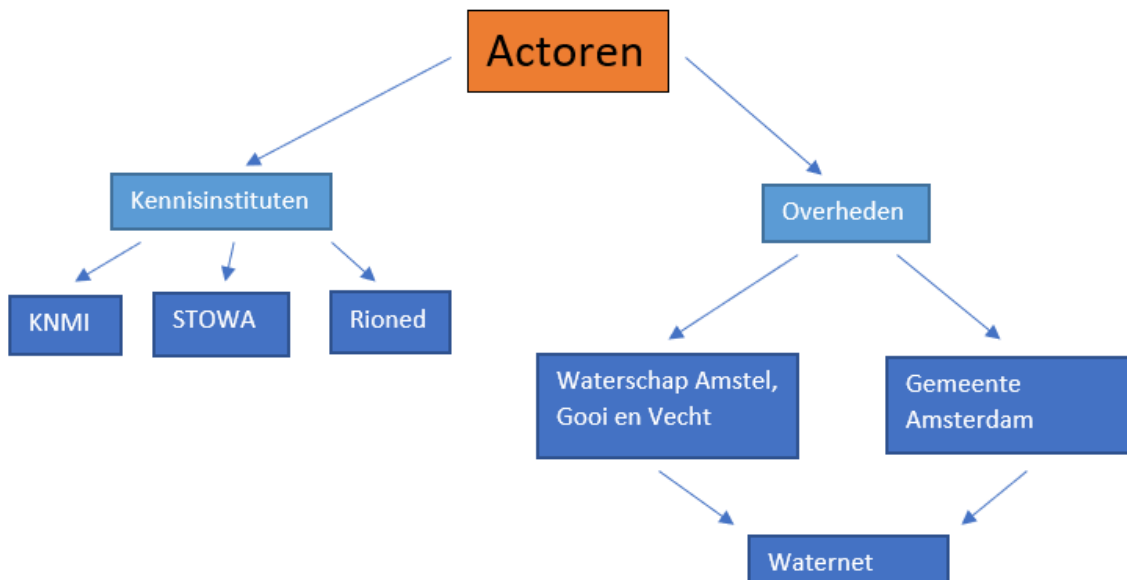 Actoren
Kennisinstituten
Overheden
KNMI
STOWA
Rioned
Waterschap Amstel,
Gooi en Vecht
Gemeente
Amsterdam
Waternet